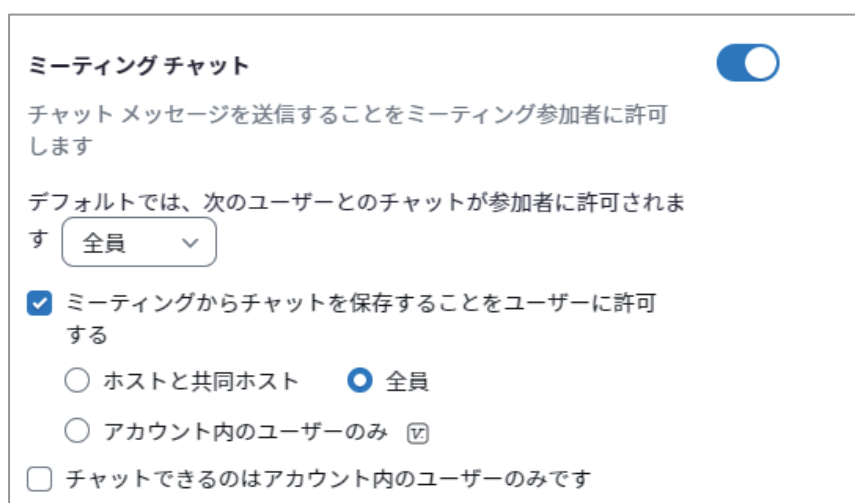 ミーティング チャット
チャット メッセージを送信することをミーティング参加者に許可
します
デフォルトでは、次のユーザーとのチャットが参加者に許可されま
す 全員
ミーティングからチャットを保存することをユーザーに許可
する
ホストと共同ホスト 全員
アカウント内のユーザーのみ
チャットできるのはアカウント内のユーザーのみです